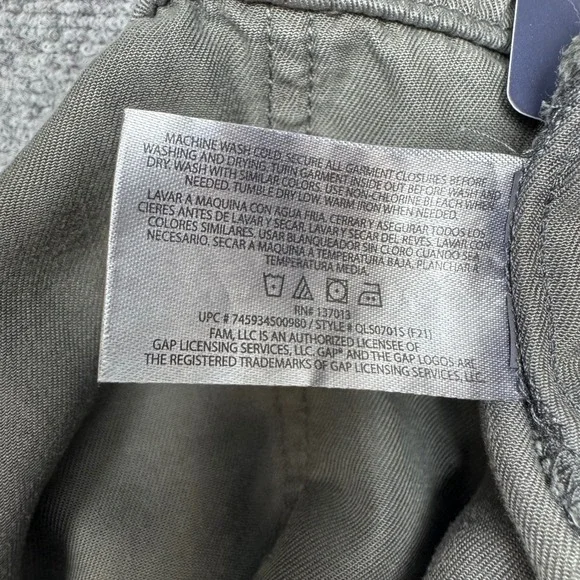 MACHINE WASH COLD. SECURE ALL GARMENT CLOSURES BEFORE
WASHING AND DRYING. TURN GARMENT INSIDE OUT BEFORE WASH AND
DRY. WASH WITH SIMILAR COLORS. USE NON-CHLORINE BLEACH WHEN
NEEDED. TUMBLE DRY LOW. WARM IRON WHEN NEEDED.
LAVAR A MAQUINA CON AGUA FRIA. CERRAR Y ASEGURAR TODOS LOS
CIERES ANTES DE LAVAR Y SECAR. LAVAR Y SECAR DEL REVES. LAVAR CON
COLORES SIMILARES. USAR BLANQUEADOR SIN CLORO CUANDO SEA
NECESARIO. SECAR A MAQUINA A TEMPERATURA BAJA. PLANCHAR A
TEMPERATURA MEDIA.
RN# 137013
UPC # 745934500980 / STYLE # QLS0701S (F21)
FAM, LLC IS AN AUTHORIZED LICENSEE OF
GAP LICENSING SERVICES, LLC. GAP® AND THE GAP LOGOS ARE
THE REGISTERED TRADEMARKS OF GAP LICENSING SERVICES, LLC.